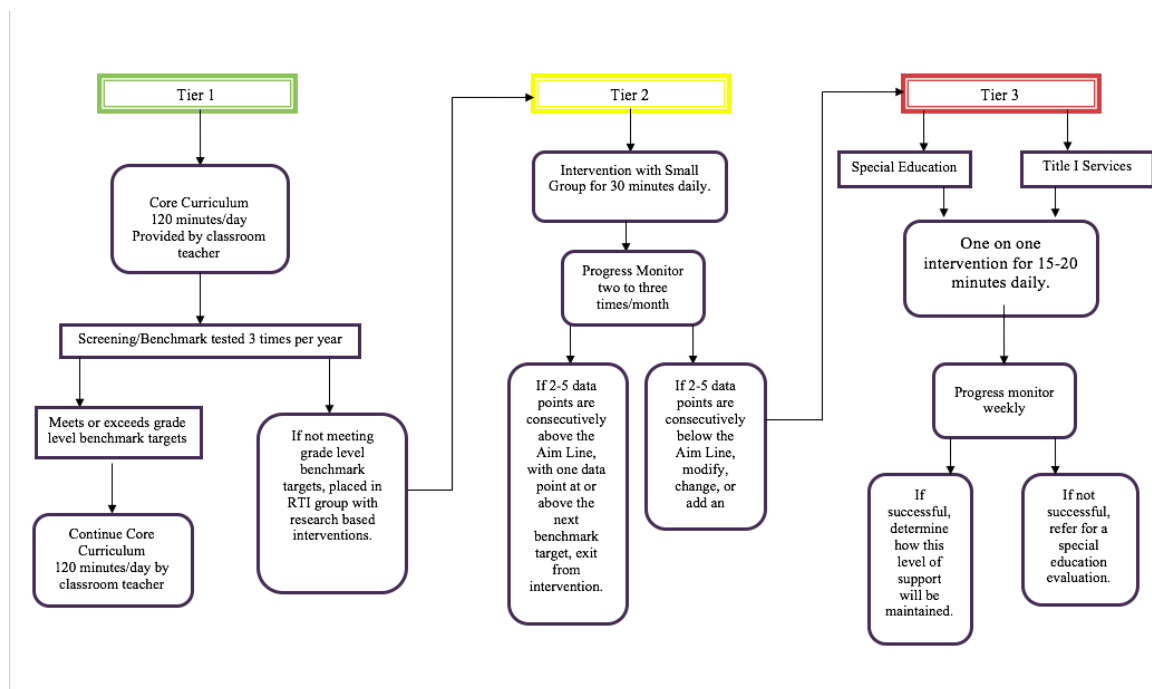 Tier 1
Core Curriculum
120 minutes/day
Provided by classroom
teacher
Screening/Benchmark tested 3 times per year
Meets or exceeds grade
level benchmark targets
Continue Core
Curriculum
120 minutes/day by
classroom teacher
If not meeting
grade level
benchmark
targets, placed in
RTI group with
research based
interventions.
Tier 2
Intervention with Small
Group for 30 minutes daily.
Progress Monitor
two to three
times/month
If 2-5 data
points are
consecutively
above the
Aim Line,
with one data
point at or
above the
next
benchmark
target, exit
from
intervention.
If 2-5 data
points are
consecutively
below the
Aim Line,
modify,
change, or
add an
Tier 3
Special Education
Title I Services
One on one
intervention for 15-20
minutes daily.
Progress monitor
weekly
If
successful,
determine
how this
level of
support
will be
maintained.
If not
successful,
refer for a
special
education
evaluation.